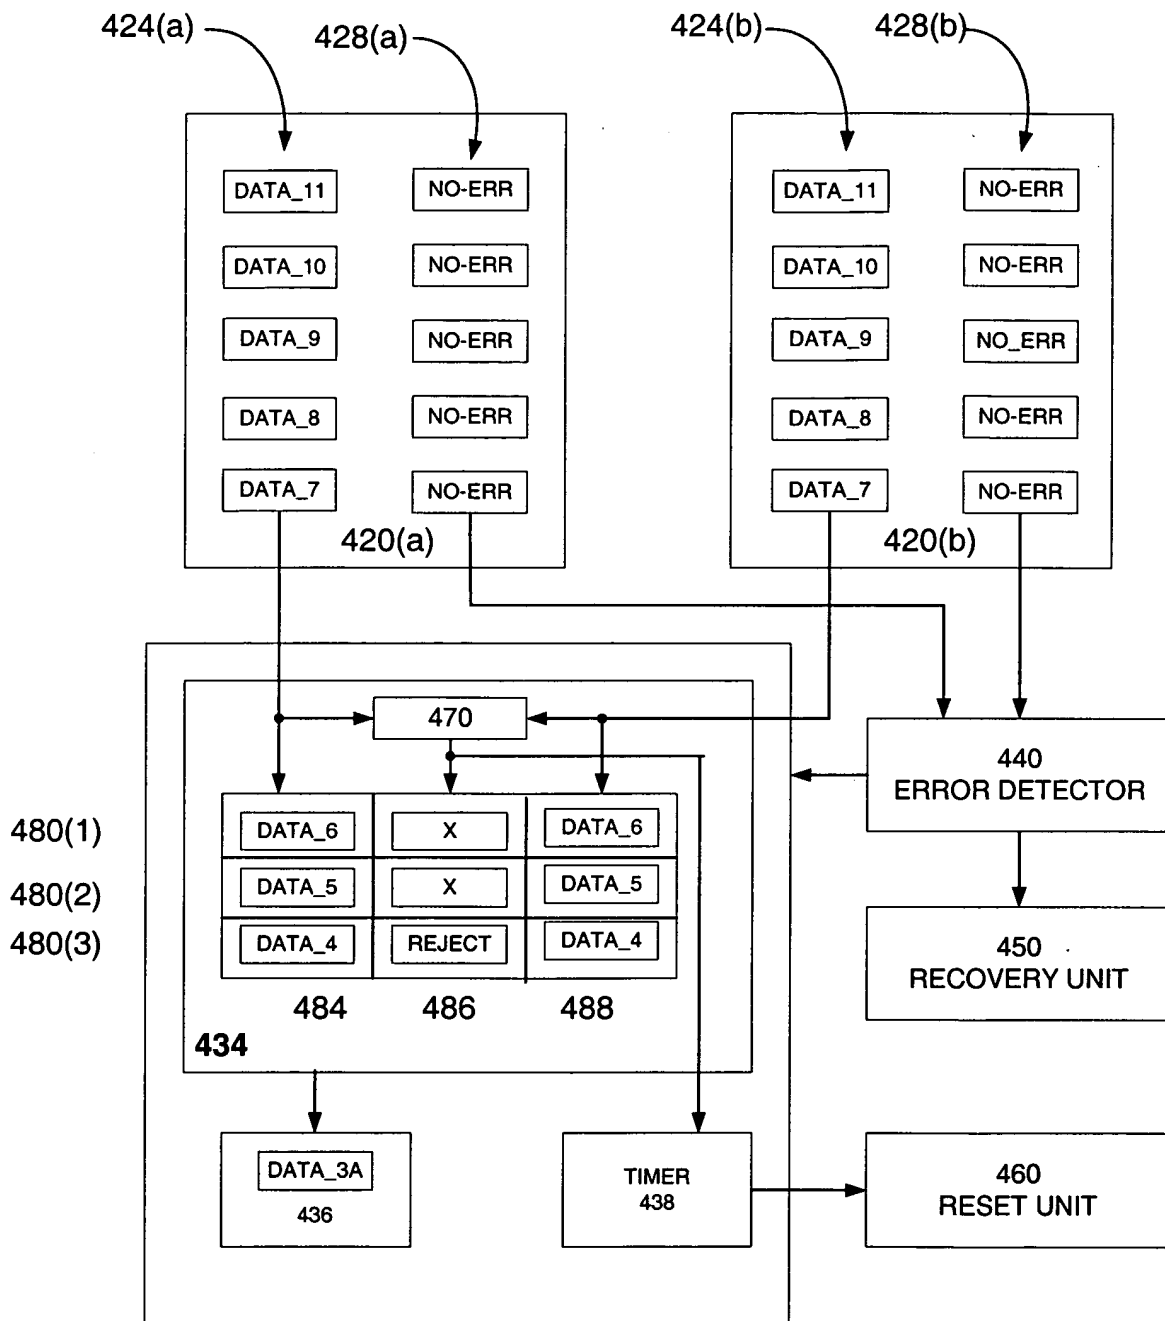 424(a) 428(a) 424(b) 428(b)
DATA_11 NO-ERR DATA_11 NO-ERR
DATA_10 NO-ERR DATA_10 NO-ERR
DATA_9 NO-ERR DATA_9 NO_ERR
DATA_8 NO-ERR DATA_8 NO-ERR
DATA_7 NO-ERR DATA_7 NO-ERR
420(a) 420(b)
470
440
ERROR DETECTOR
480(1) DATA_6 X DATA_6
480(2) DATA_5 X DATA_5
480(3) DATA_4 REJECT DATA_4
450
RECOVERY UNIT
484 486 488
434
DATA_3A
436
TIMER
438
460
RESET UNIT